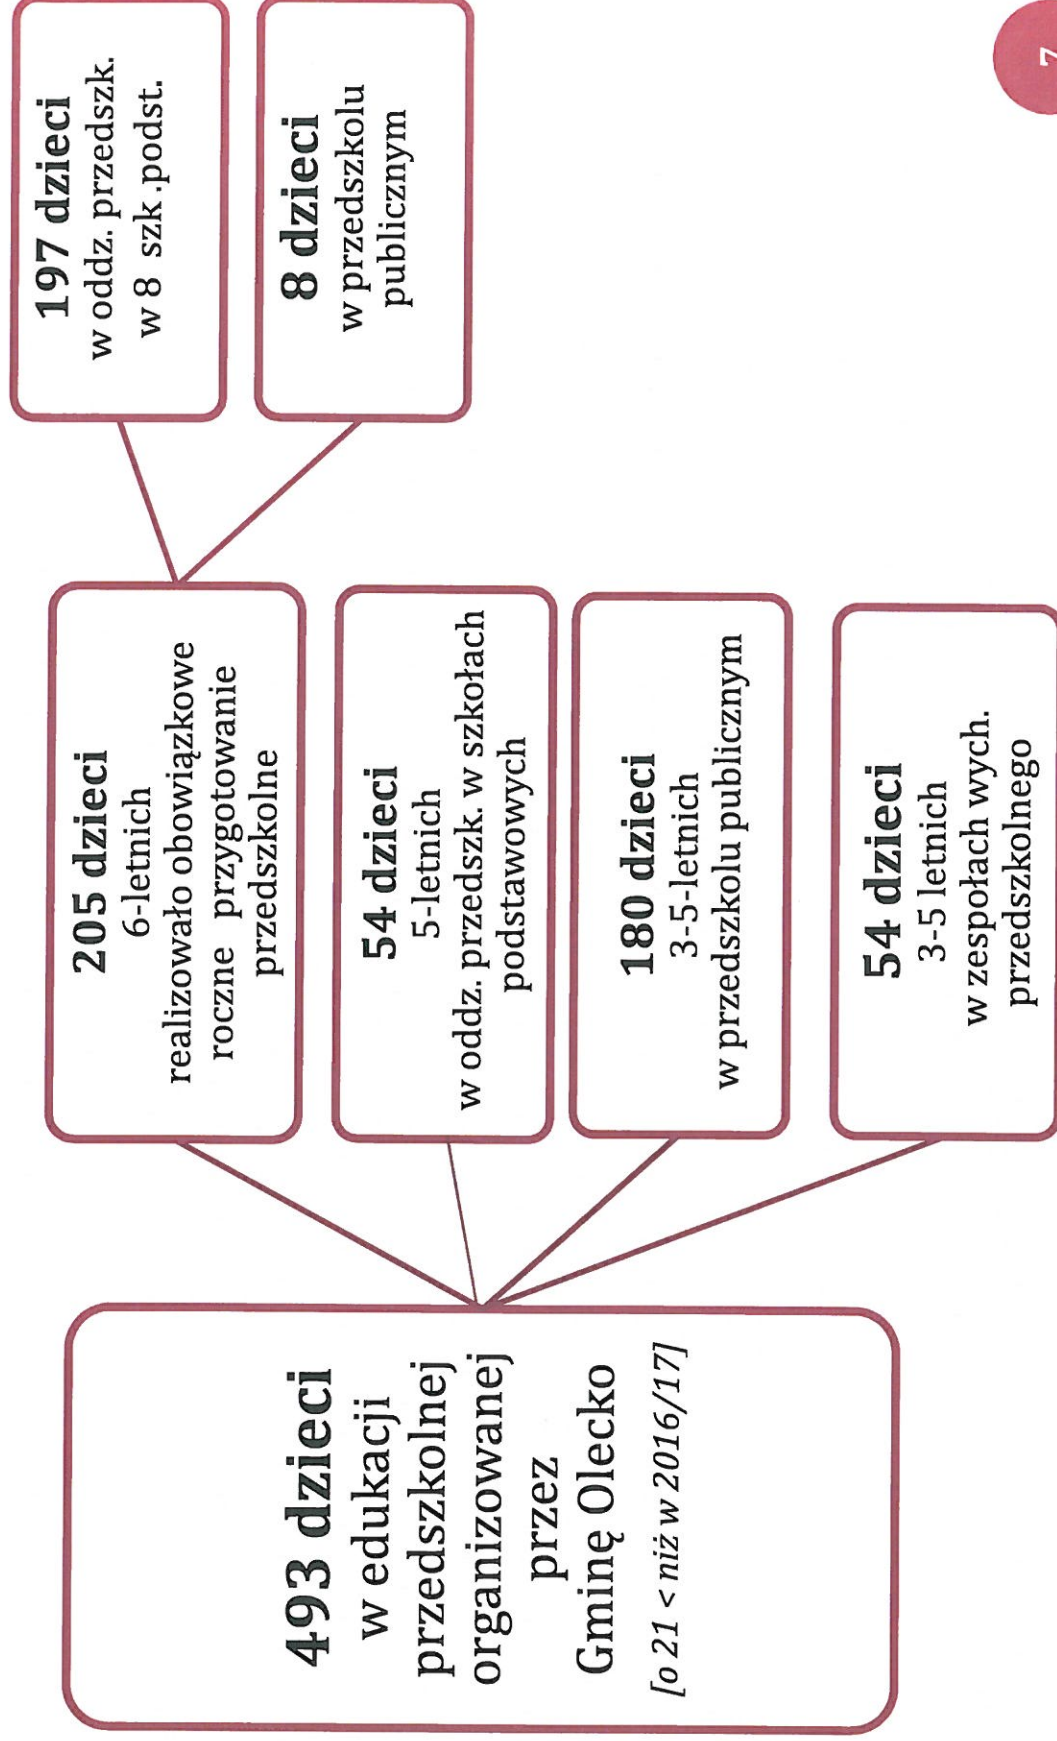 493 dzieci
w edukacji
przedszkolnej
organizowanej
przez
Gminę Olecko
[o 21 < niż w 2016/17]
205 dzieci
6-letnich
realizowało obowiązkowe
roczne przygotowanie
przedszkolne
197 dzieci
w oddz. przedszk.
w 8 szk .podst.
8 dzieci
w przedszkolu
publicznym
54 dzieci
5-letnich
w oddz. przedszk. w szkołach
podstawowych
180 dzieci
3-5-letnich
w przedszkolu publicznym
54 dzieci
3-5 letnich
w zespołach wych.
przedszkolnego
7